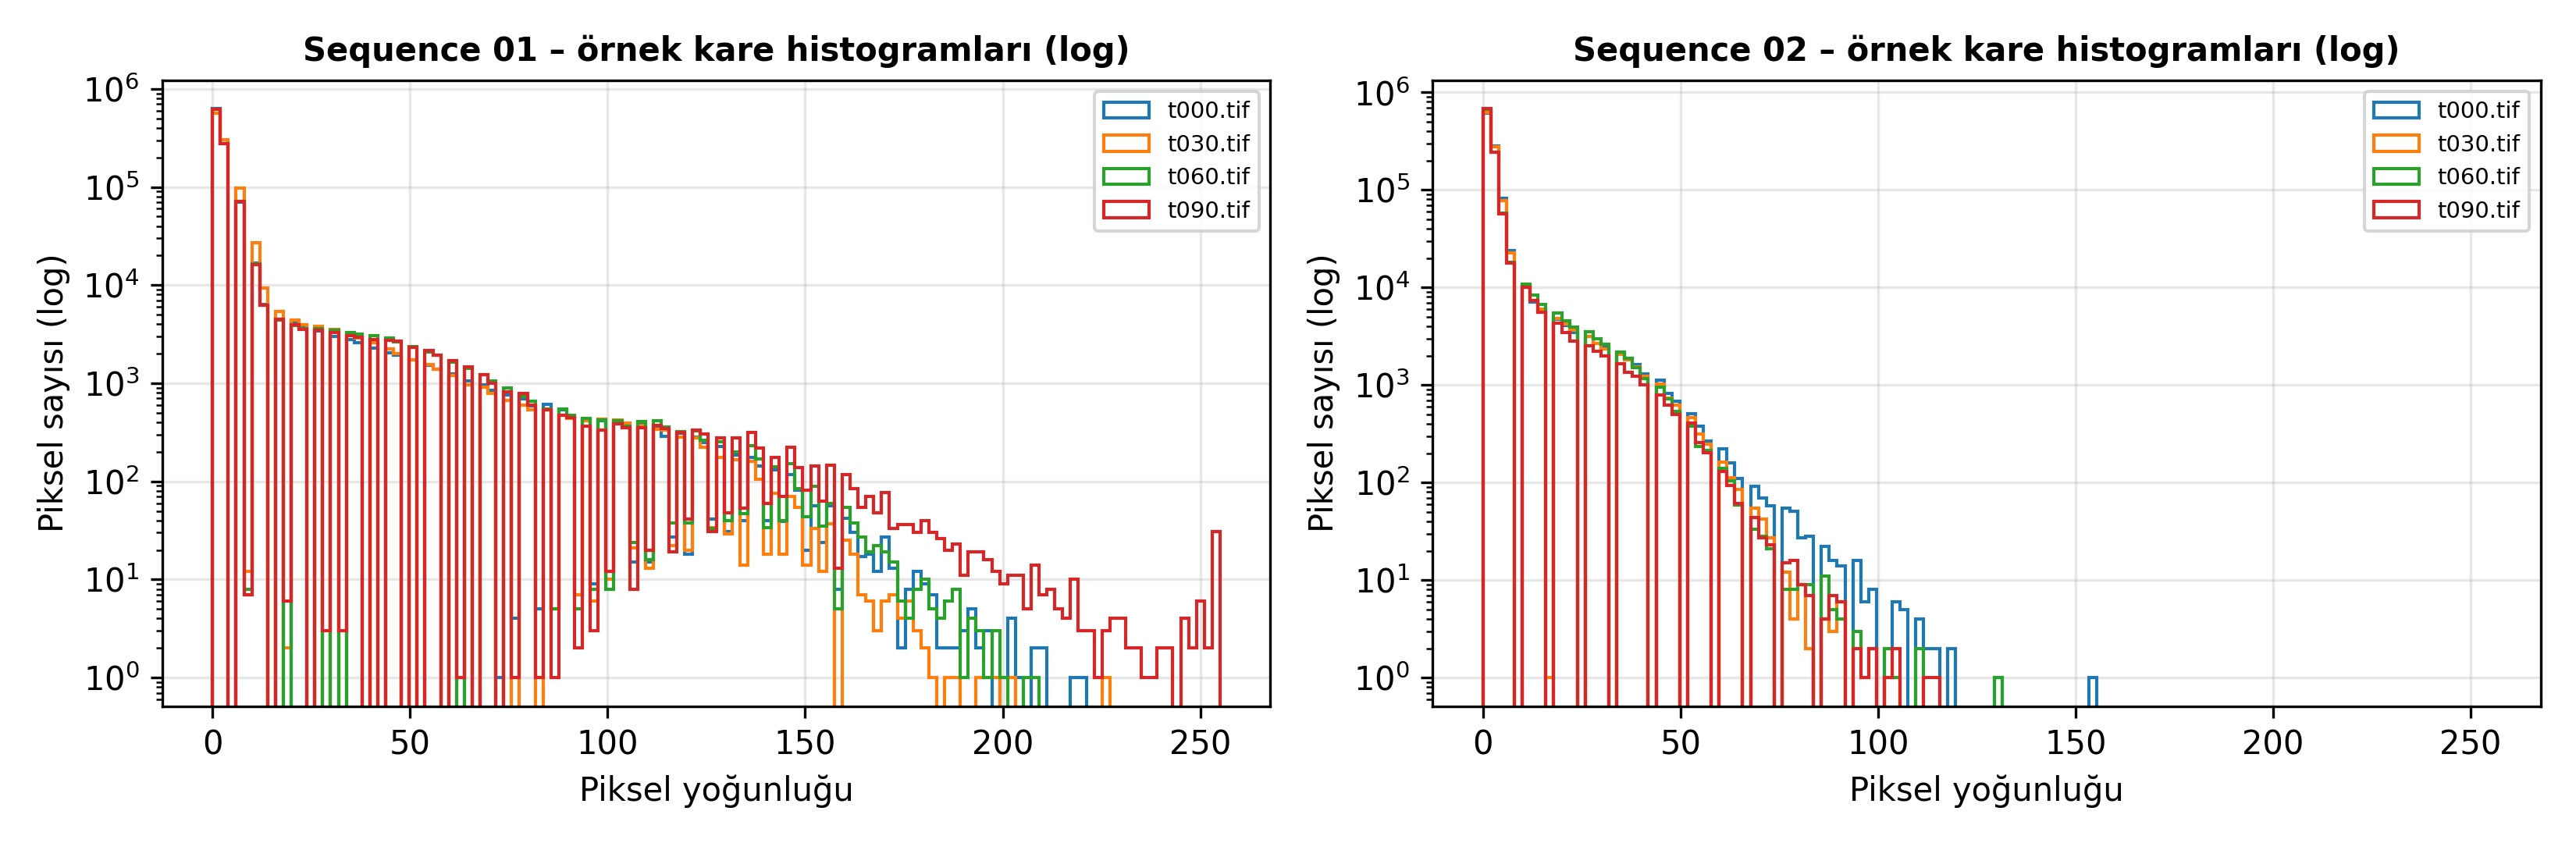 Sequence 01 – örnek kare histogramları (log)
Piksel sayısı (log)
10^6
10^5
10^4
10^3
10^2
10^1
10^0
0 50 100 150 200 250
Piksel yoğunluğu
t000.tif
t030.tif
t060.tif
t090.tif
Sequence 02 – örnek kare histogramları (log)
Piksel sayısı (log)
10^6
10^5
10^4
10^3
10^2
10^1
10^0
0 50 100 150 200 250
Piksel yoğunluğu
t000.tif
t030.tif
t060.tif
t090.tif